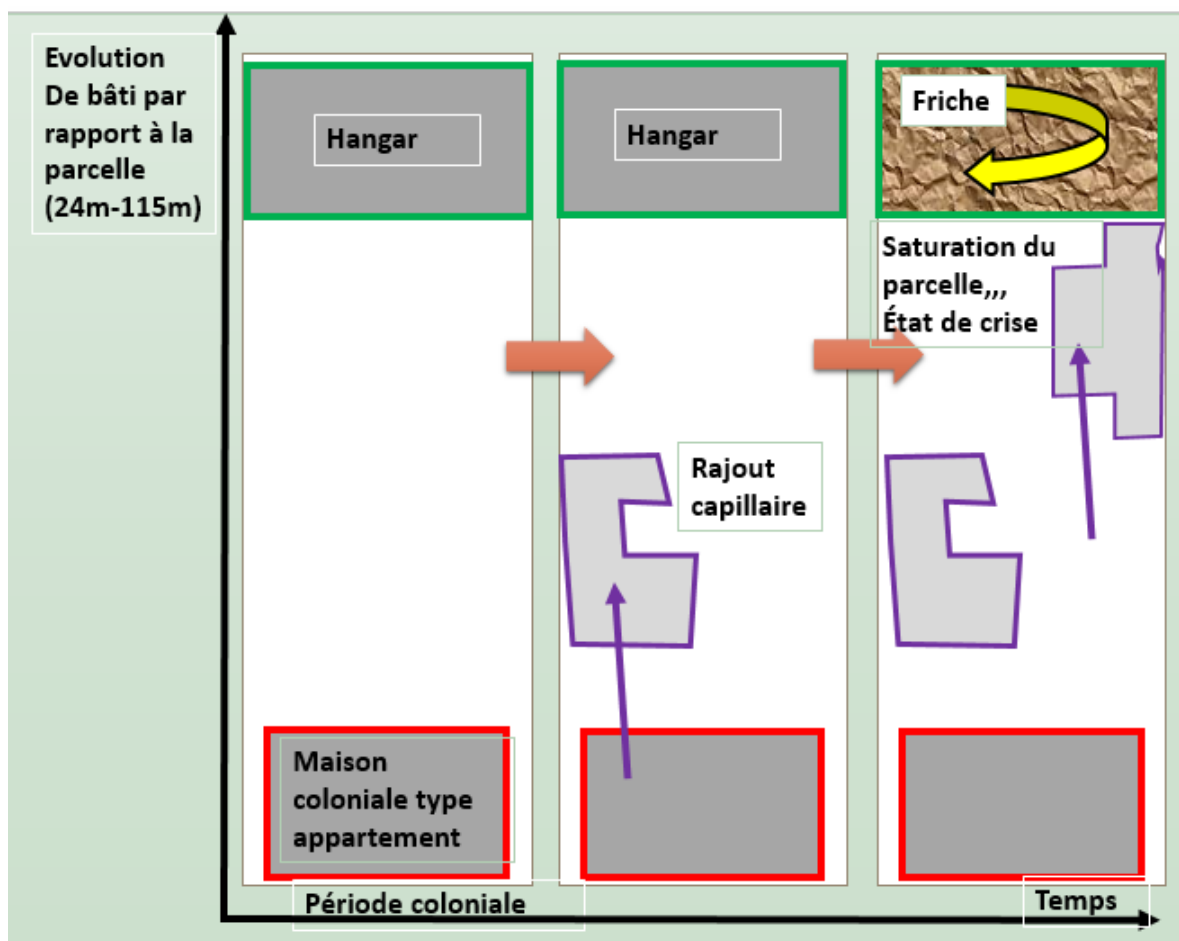 Evolution
De bâti par
rapport à la
parcelle
(24m-115m)
Hangar
Hangar
Friche
Saturation du
parcelle,,,
État de crise
Rajout
capillaire
Maison
coloniale type
appartement
Période coloniale
Temps